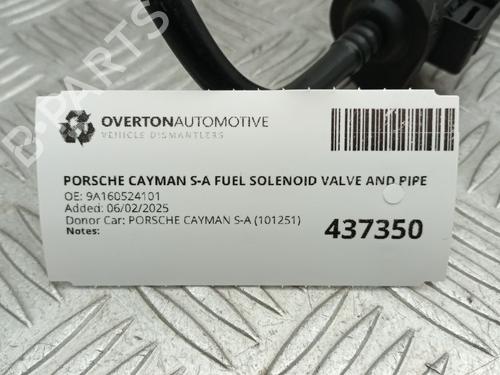 OVERTONAUTOMOTIVE
VEHICLE DISMANTLERS
PORSCHE CAYMAN S-A FUEL SOLENOID VALVE AND PIPE
OE: 9A160524101
Added: 06/02/2025
Donor Car: PORSCHE CAYMAN S-A (101251)
Notes:
437350
B-PARTS